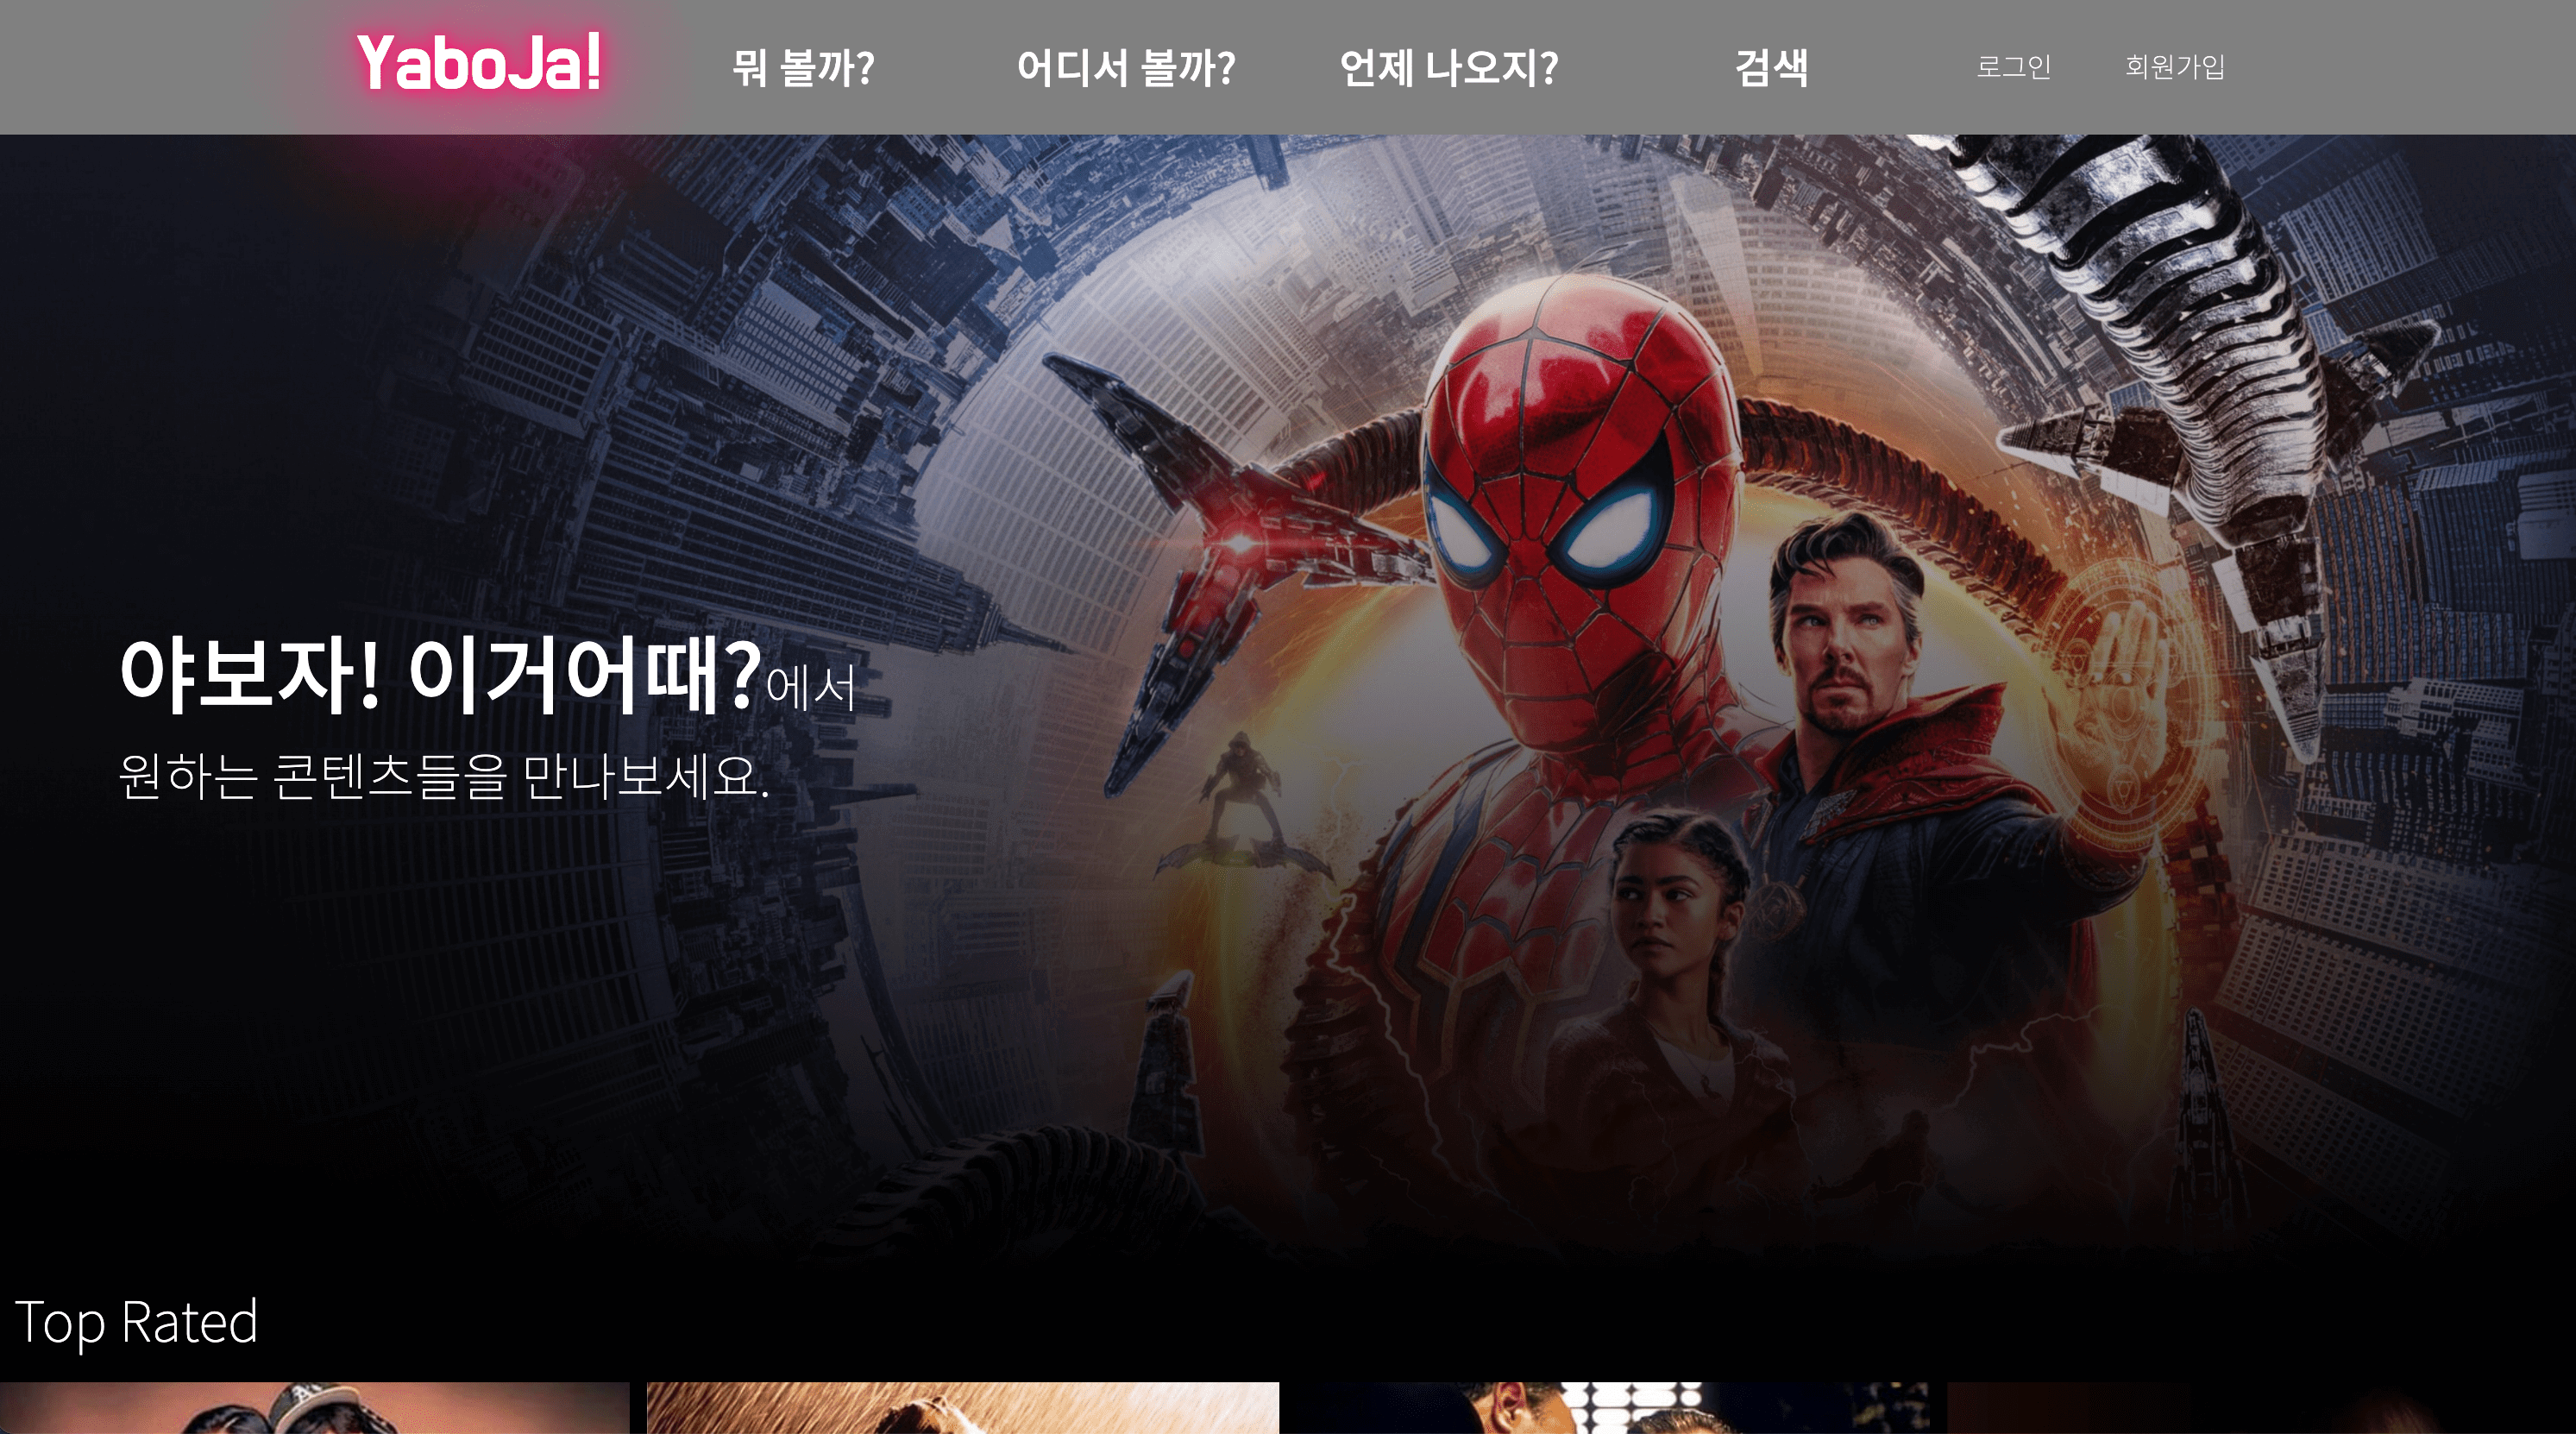 YaboJa!
뭐 볼까?
어디서 볼까?
언제 나오지?
검색
로그인
회원가입
야보자! 이거어때?에서
원하는 콘텐츠들을 만나보세요.
Top Rated